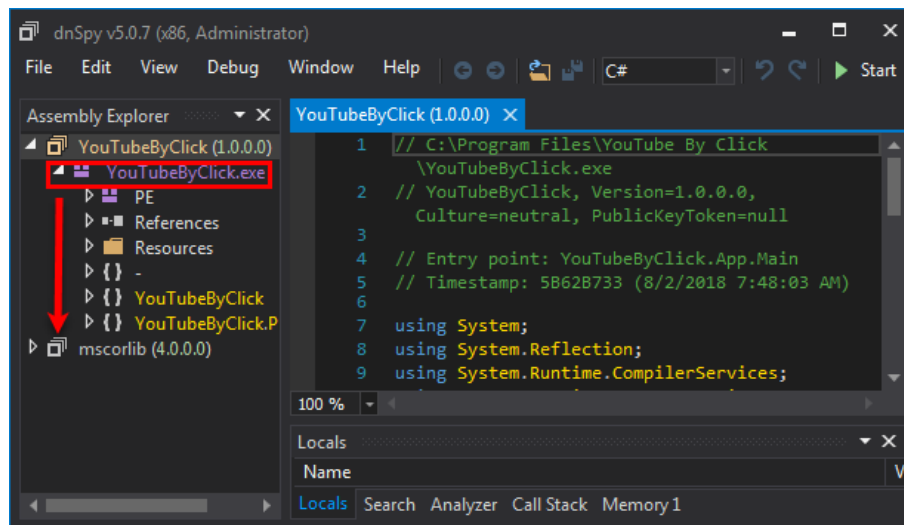 dnSpy v5.0.7 (x86, Administrator)
File Edit View Debug Window Help C# Start
Assembly Explorer
YouTubeByClick (1.0.0.0)
YouTubeByClick.exe
PE
References
Resources
{ } -
{ } YouTubeByClick
{ } YouTubeByClick.P
mscorlib (4.0.0.0)
YouTubeByClick (1.0.0.0)
1 // C:\Program Files\YouTube By Click
\YouTubeByClick.exe
2 // YouTubeByClick, Version=1.0.0.0,
Culture=neutral, PublicKeyToken=null
3
4 // Entry point: YouTubeByClick.App.Main
5 // Timestamp: 5B62B733 (8/2/2018 7:48:03 AM)
6
7 using System;
8 using System.Reflection;
9 using System.Runtime.CompilerServices;
100 %
Locals
Name V
Locals Search Analyzer Call Stack Memory 1